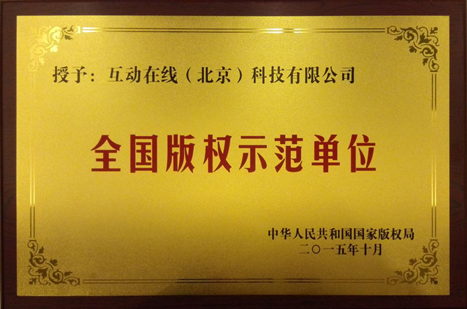 授予：互动在线（北京）科技有限公司
全国版权示范单位
中华人民共和国国家版权局
二〇一五年十月